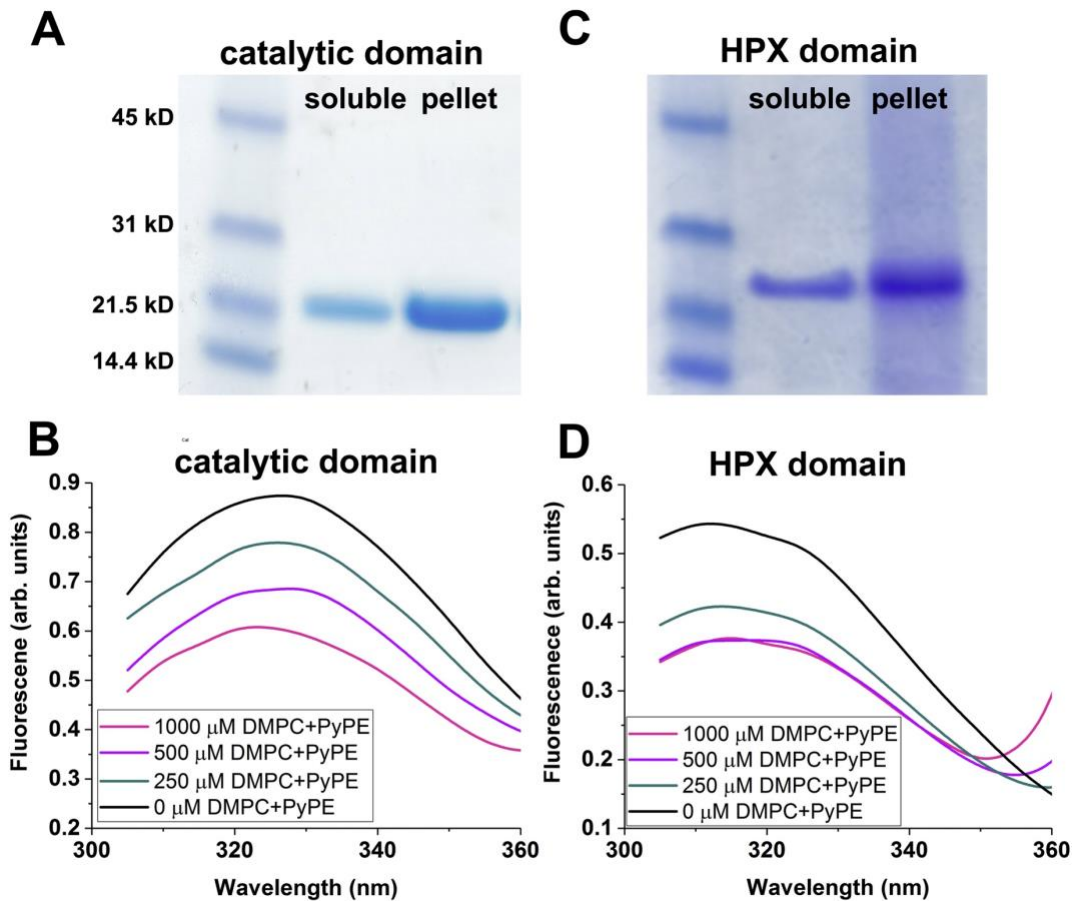 A
catalytic domain
soluble pellet
45 kD
31 kD
21.5 kD
14.4 kD
C
HPX domain
soluble pellet
B
catalytic domain
Fluorescene (arb. units)
0.9
0.8
0.7
0.6
0.5
0.4
0.3
0.2
1000 μM DMPC+PyPE
500 μM DMPC+PyPE
250 μM DMPC+PyPE
0 μM DMPC+PyPE
300 320 340 360
Wavelength (nm)
D
HPX domain
Fluorescenece (arb. units)
0.6
0.5
0.4
0.3
0.2
0.1
1000 μM DMPC+PyPE
500 μM DMPC+PyPE
250 μM DMPC+PyPE
0 μM DMPC+PyPE
300 320 340 360
Wavelength (nm)